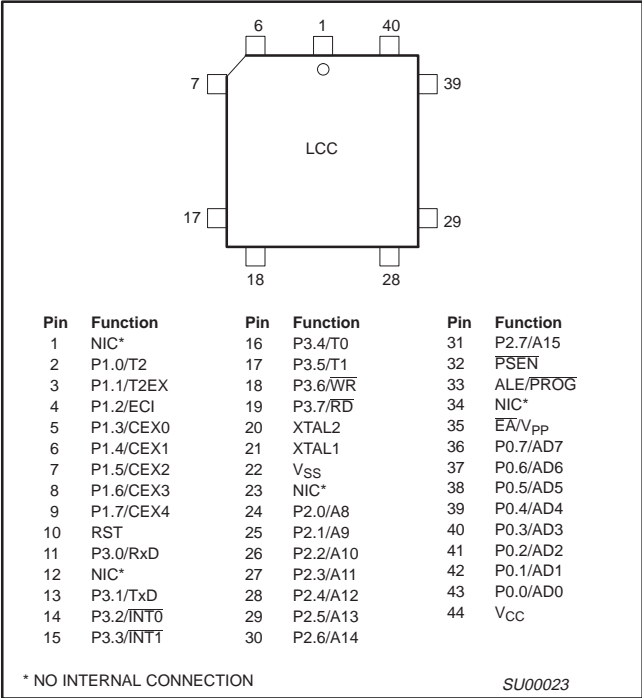 6 1 40
7 39
LCC
17 29
18 28
Pin Function Pin Function Pin Function
1 NIC* 16 P3.4/T0 31 P2.7/A15
2 P1.0/T2 17 P3.5/T1 32 P̅S̅E̅N̅
3 P1.1/T2EX 18 P3.6/W̅R̅ 33 ALE/P̅R̅O̅G̅
4 P1.2/ECI 19 P3.7/R̅D̅ 34 NIC*
5 P1.3/CEX0 20 XTAL2 35 E̅A̅/VPP
6 P1.4/CEX1 21 XTAL1 36 P0.7/AD7
7 P1.5/CEX2 22 VSS 37 P0.6/AD6
8 P1.6/CEX3 23 NIC* 38 P0.5/AD5
9 P1.7/CEX4 24 P2.0/A8 39 P0.4/AD4
10 RST 25 P2.1/A9 40 P0.3/AD3
11 P3.0/RxD 26 P2.2/A10 41 P0.2/AD2
12 NIC* 27 P2.3/A11 42 P0.1/AD1
13 P3.1/TxD 28 P2.4/A12 43 P0.0/AD0
14 P3.2/I̅N̅T̅0̅ 29 P2.5/A13 44 VCC
15 P3.3/I̅N̅T̅1̅ 30 P2.6/A14
* NO INTERNAL CONNECTION SU00023